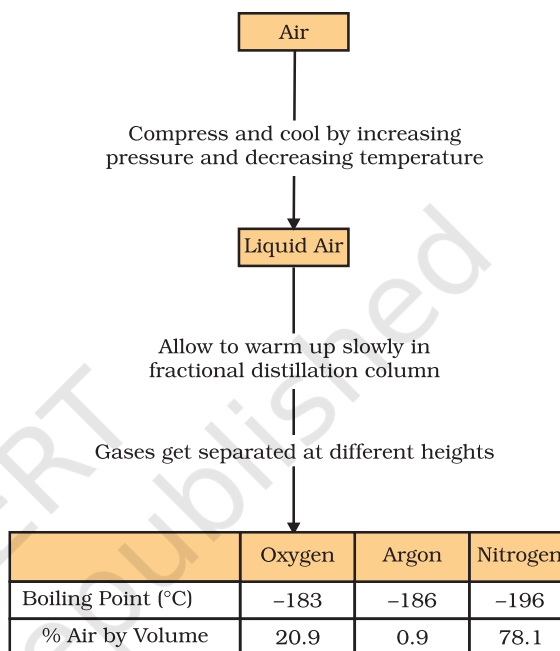 Air
Compress and cool by increasing
pressure and decreasing temperature
Liquid Air
Allow to warm up slowly in
fractional distillation column
Gases get separated at different heights
Oxygen Argon Nitrogen
Boiling Point (°C) –183 –186 –196
% Air by Volume 20.9 0.9 78.1